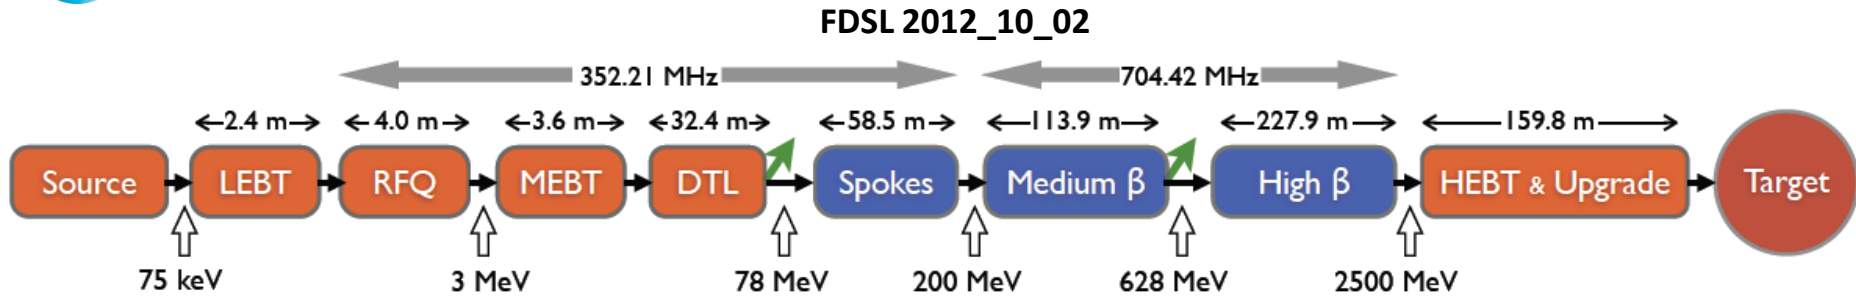 FDSL 2012_10_02
352.21 MHz 704.42 MHz
2.4 m 4.0 m 3.6 m 32.4 m 58.5 m 113.9 m 227.9 m 159.8 m
Source LEBT RFQ MEBT DTL Spokes Medium β High β HEBT & Upgrade Target
75 keV 3 MeV 78 MeV 200 MeV 628 MeV 2500 MeV